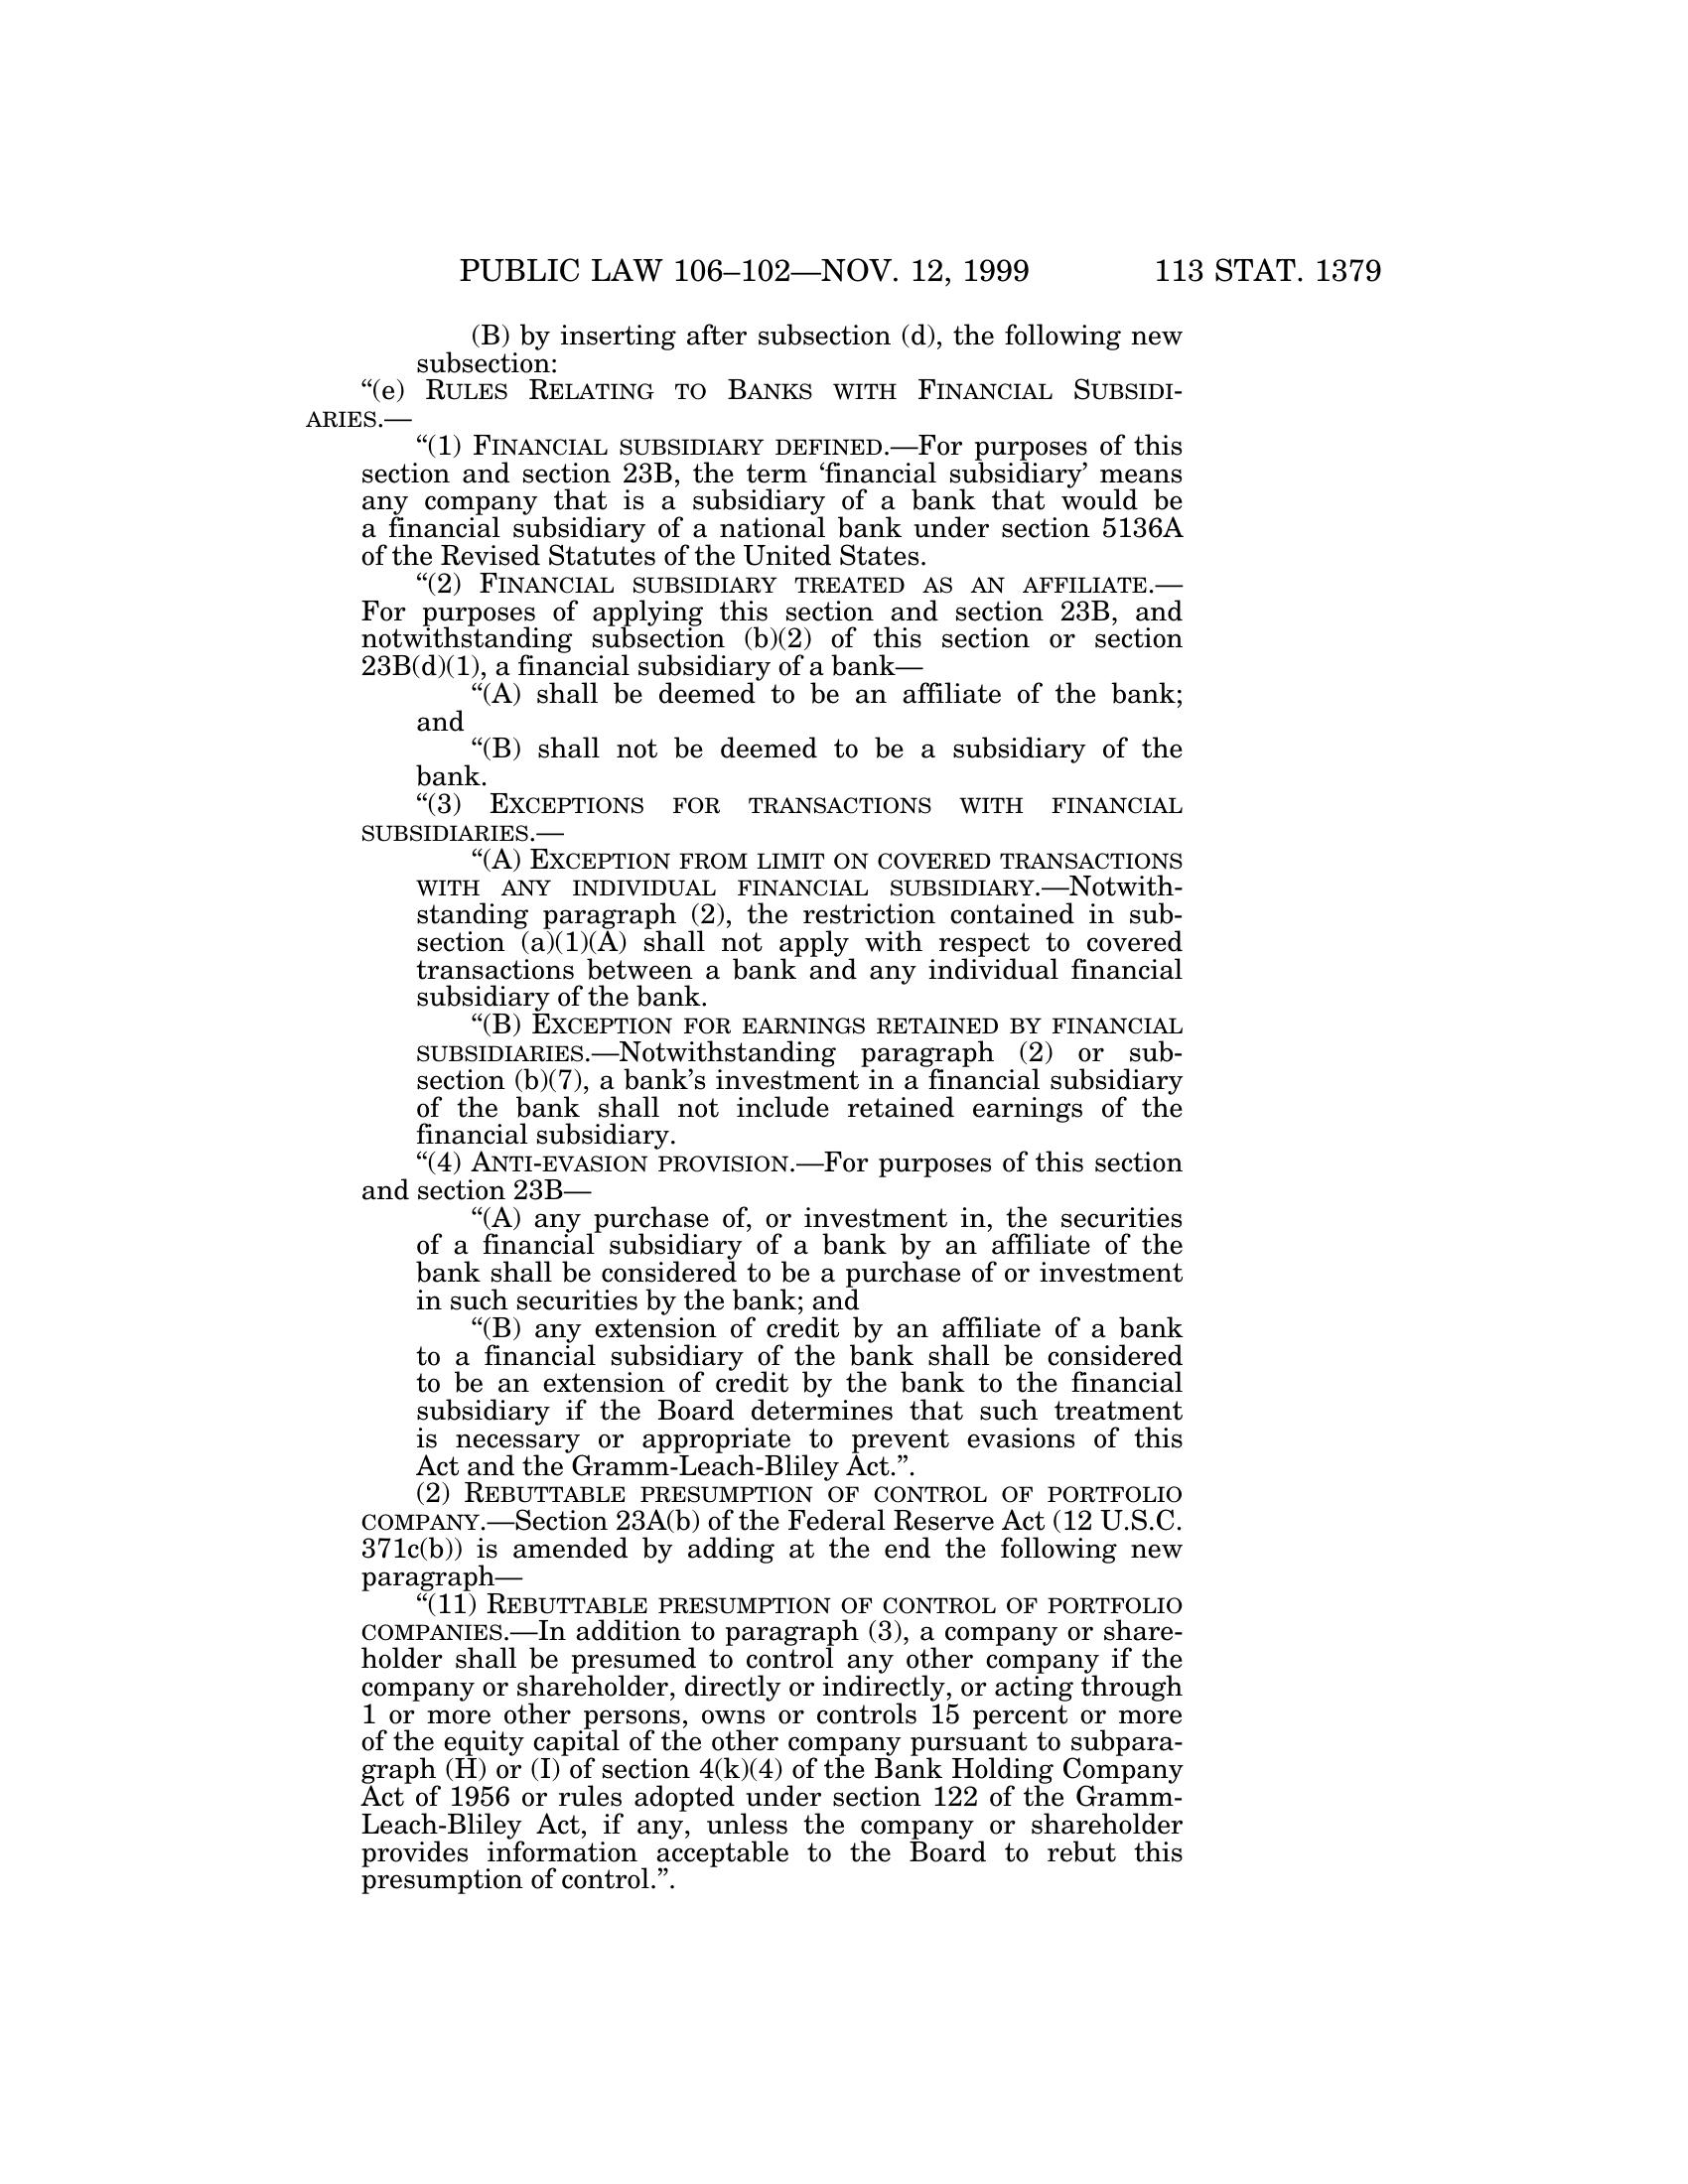 PUBLIC LAW 106–102—NOV. 12, 1999 113 STAT. 1379
(B) by inserting after subsection (d), the following new
subsection:
“(e) RULES RELATING TO BANKS WITH FINANCIAL SUBSIDI-
ARIES.—
“(1) FINANCIAL SUBSIDIARY DEFINED.—For purposes of this
section and section 23B, the term ‘financial subsidiary’ means
any company that is a subsidiary of a bank that would be
a financial subsidiary of a national bank under section 5136A
of the Revised Statutes of the United States.
“(2) FINANCIAL SUBSIDIARY TREATED AS AN AFFILIATE.—
For purposes of applying this section and section 23B, and
notwithstanding subsection (b)(2) of this section or section
23B(d)(1), a financial subsidiary of a bank—
“(A) shall be deemed to be an affiliate of the bank;
and
“(B) shall not be deemed to be a subsidiary of the
bank.
“(3) EXCEPTIONS FOR TRANSACTIONS WITH FINANCIAL
SUBSIDIARIES.—
“(A) EXCEPTION FROM LIMIT ON COVERED TRANSACTIONS
WITH ANY INDIVIDUAL FINANCIAL SUBSIDIARY.—Notwith-
standing paragraph (2), the restriction contained in sub-
section (a)(1)(A) shall not apply with respect to covered
transactions between a bank and any individual financial
subsidiary of the bank.
“(B) EXCEPTION FOR EARNINGS RETAINED BY FINANCIAL
SUBSIDIARIES.—Notwithstanding paragraph (2) or sub-
section (b)(7), a bank’s investment in a financial subsidiary
of the bank shall not include retained earnings of the
financial subsidiary.
“(4) ANTI-EVASION PROVISION.—For purposes of this section
and section 23B—
“(A) any purchase of, or investment in, the securities
of a financial subsidiary of a bank by an affiliate of the
bank shall be considered to be a purchase of or investment
in such securities by the bank; and
“(B) any extension of credit by an affiliate of a bank
to a financial subsidiary of the bank shall be considered
to be an extension of credit by the bank to the financial
subsidiary if the Board determines that such treatment
is necessary or appropriate to prevent evasions of this
Act and the Gramm-Leach-Bliley Act.”.
(2) REBUTTABLE PRESUMPTION OF CONTROL OF PORTFOLIO
COMPANY.—Section 23A(b) of the Federal Reserve Act (12 U.S.C.
371c(b)) is amended by adding at the end the following new
paragraph—
“(11) REBUTTABLE PRESUMPTION OF CONTROL OF PORTFOLIO
COMPANIES.—In addition to paragraph (3), a company or share-
holder shall be presumed to control any other company if the
company or shareholder, directly or indirectly, or acting through
1 or more other persons, owns or controls 15 percent or more
of the equity capital of the other company pursuant to subpara-
graph (H) or (I) of section 4(k)(4) of the Bank Holding Company
Act of 1956 or rules adopted under section 122 of the Gramm-
Leach-Bliley Act, if any, unless the company or shareholder
provides information acceptable to the Board to rebut this
presumption of control.”.